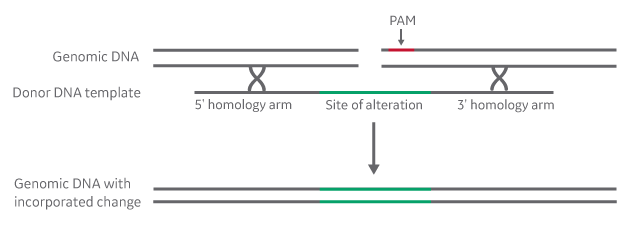 PAM
Genomic DNA
Donor DNA template
5' homology arm
Site of alteration
3' homology arm
Genomic DNA with
incorporated change